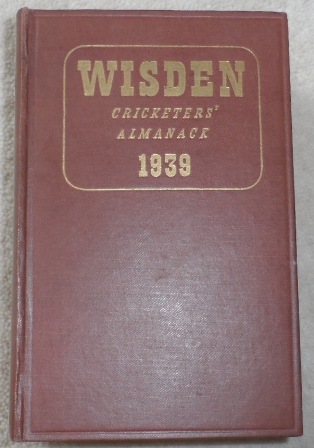 WISDEN
CRICKETERS'
ALMANACK
1939